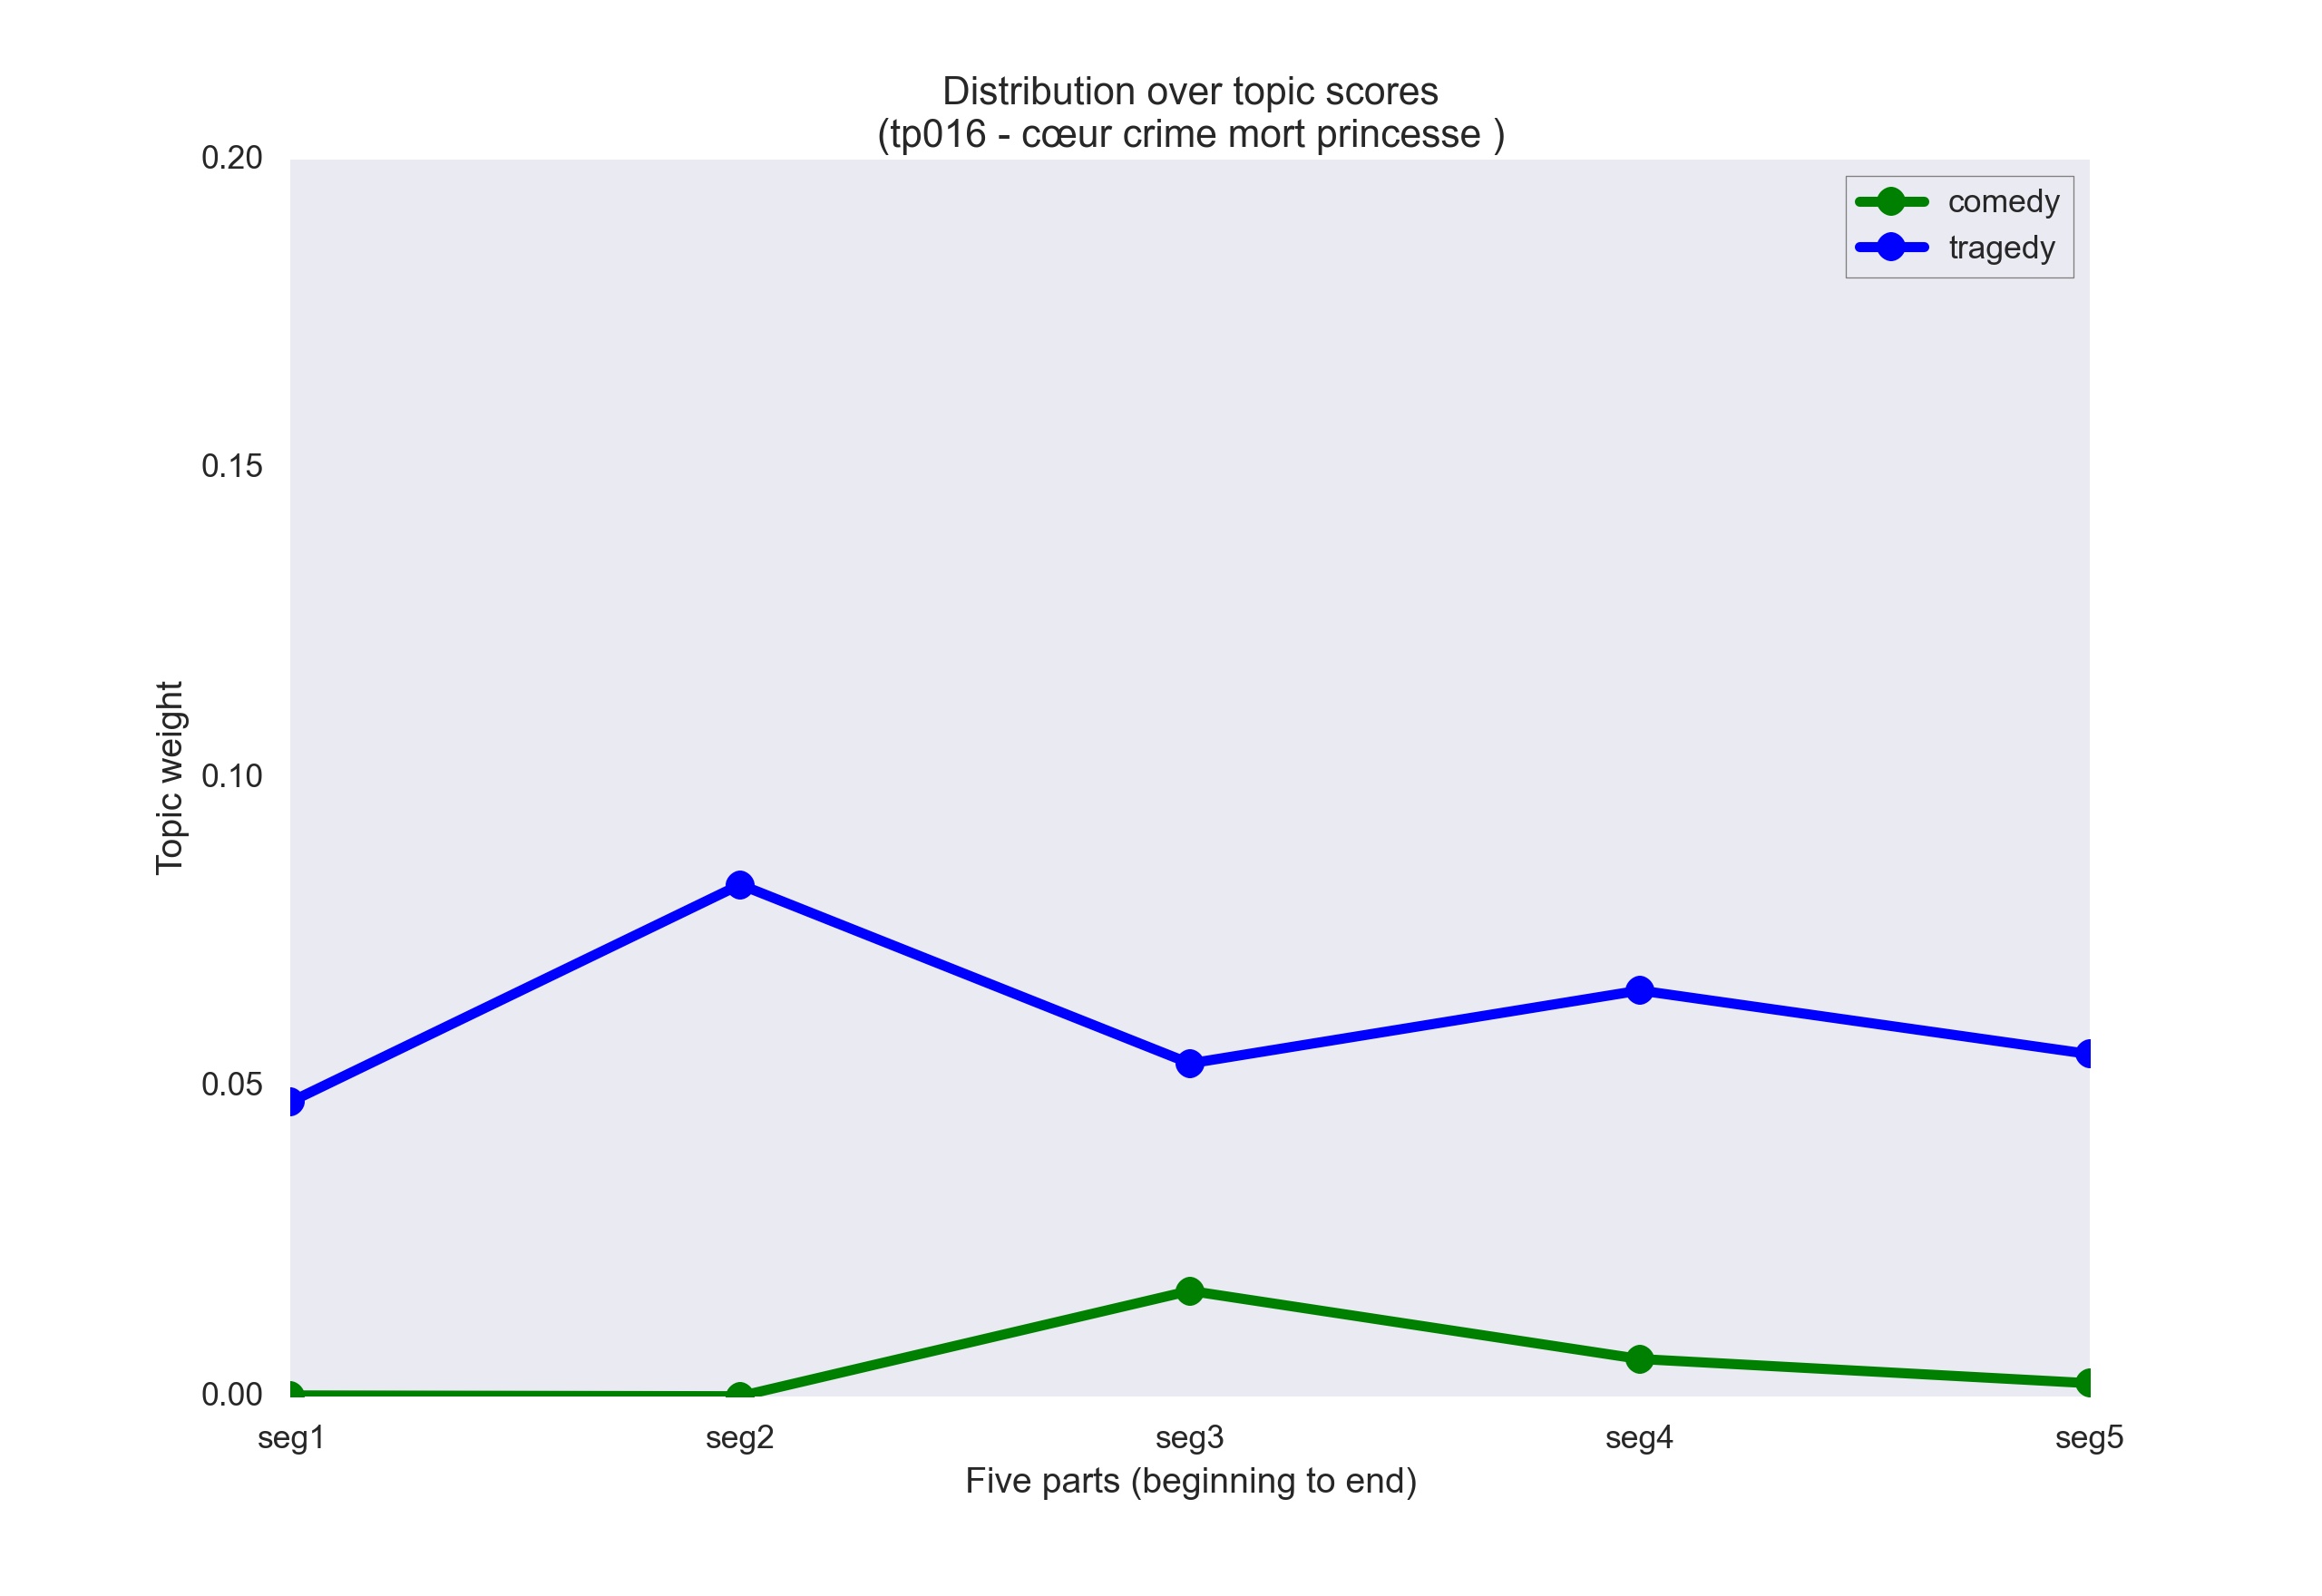 Distribution over topic scores
(tp016 - cœur crime mort princesse )
comedy
tragedy
Topic weight
0.20
0.15
0.10
0.05
0.00
seg1 seg2 seg3 seg4 seg5
Five parts (beginning to end)